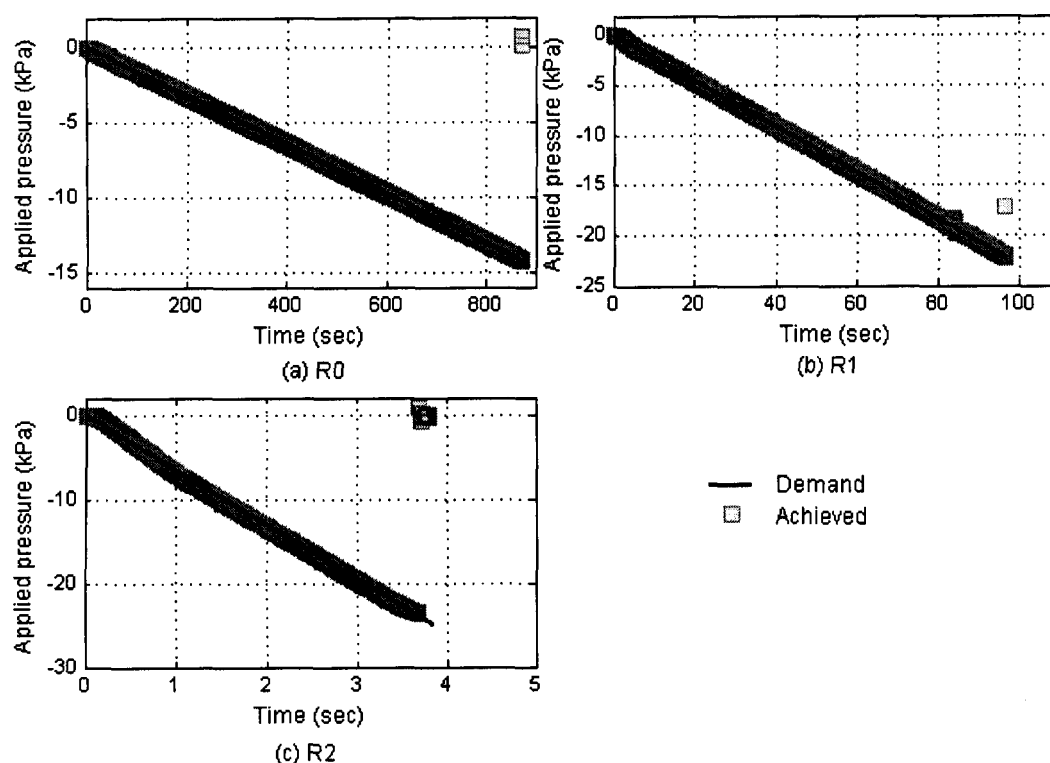 Applied pressure (kPa)
0
-5
-10
-15
0
200
400
600
800
Time (sec)
(a) R0
Applied pressure (kPa)
0
-5
-10
-15
-20
-25
0
20
40
60
80
100
Time (sec)
(b) R1
Applied pressure (kPa)
0
-10
-20
-30
0
1
2
3
4
5
Time (sec)
(c) R2
Demand
Achieved